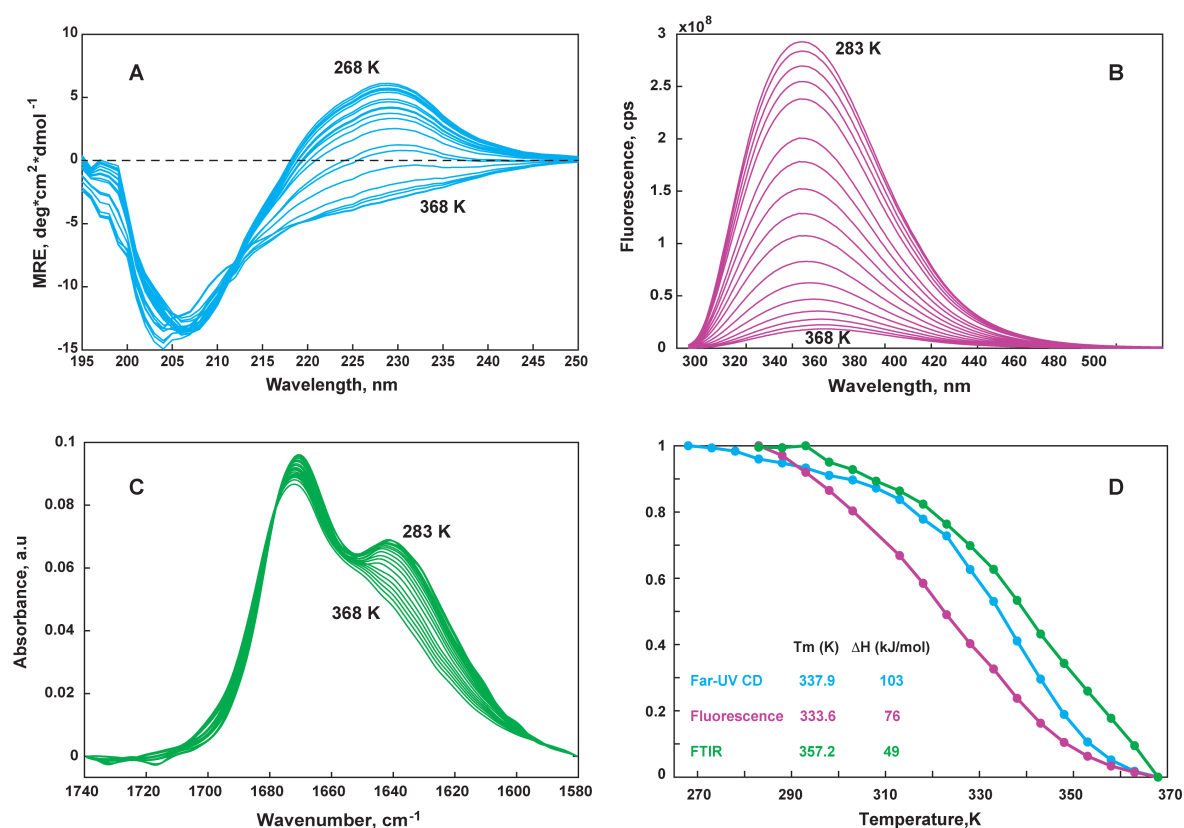 A
10
5
0
-5
-10
-15
268 K
368 K
MRE, deg*cm²*dmol ⁻¹
195 200 205 210 215 220 225 230 235 240 245 250
Wavelength, nm
B
x10⁸
3
2.5
2
1.5
1
0.5
0
283 K
368 K
Fluorescence, cps
300 320 340 360 380 400 420 440 460 480 500
Wavelength, nm
C
0.1
0.08
0.06
0.04
0.02
0
283 K
368 K
Absorbance, a.u
1740 1720 1700 1680 1660 1640 1620 1600 1580
Wavenumber, cm⁻¹
D
1
0.8
0.6
0.4
0.2
0
Tm (K) ΔH (kJ/mol)
Far-UV CD 337.9 103
Fluorescence 333.6 76
FTIR 357.2 49
270 290 310 330 350 370
Temperature,K